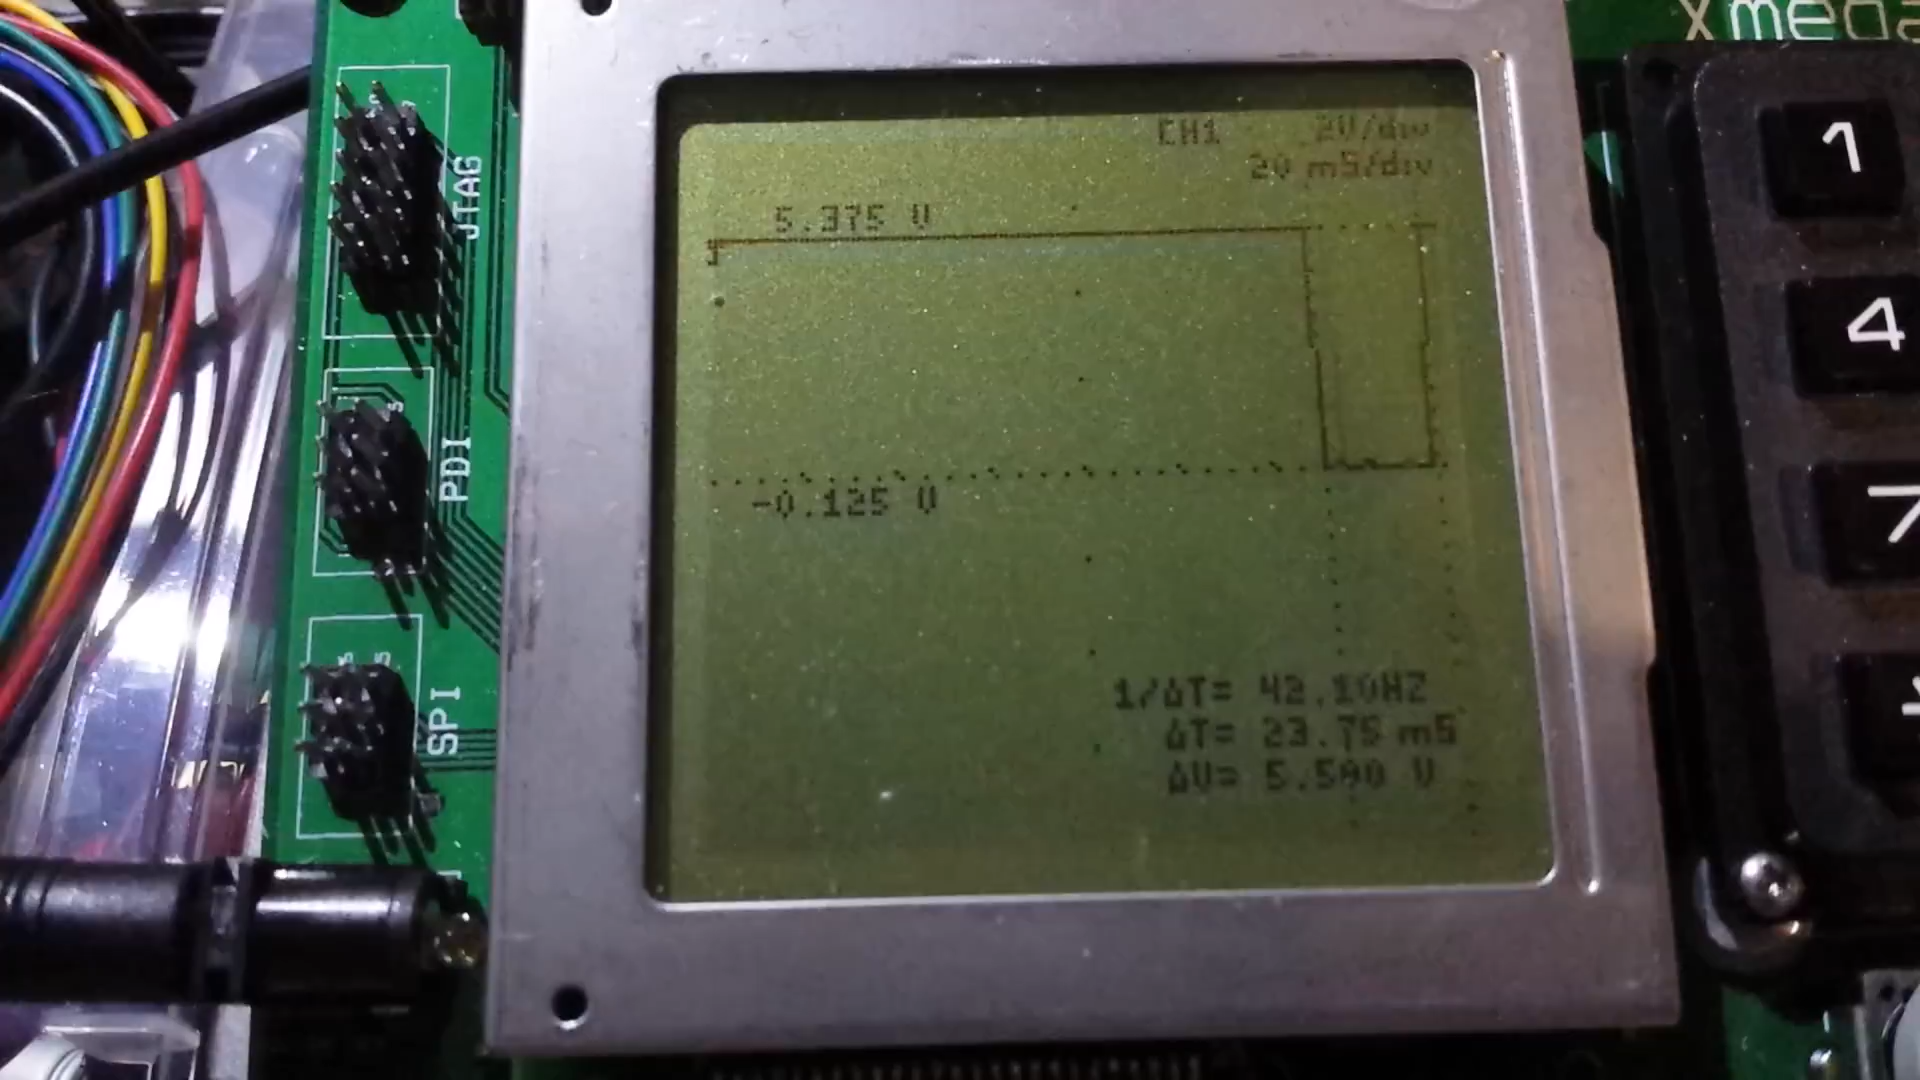 xmega
1
JTAG
CH1 2V/div
20 mS/div
5.375 V
4
PDI
-0.125 V
7
SPI
1/ΔT= 42.10HZ
ΔT= 23.75 mS
ΔV= 5.500 V